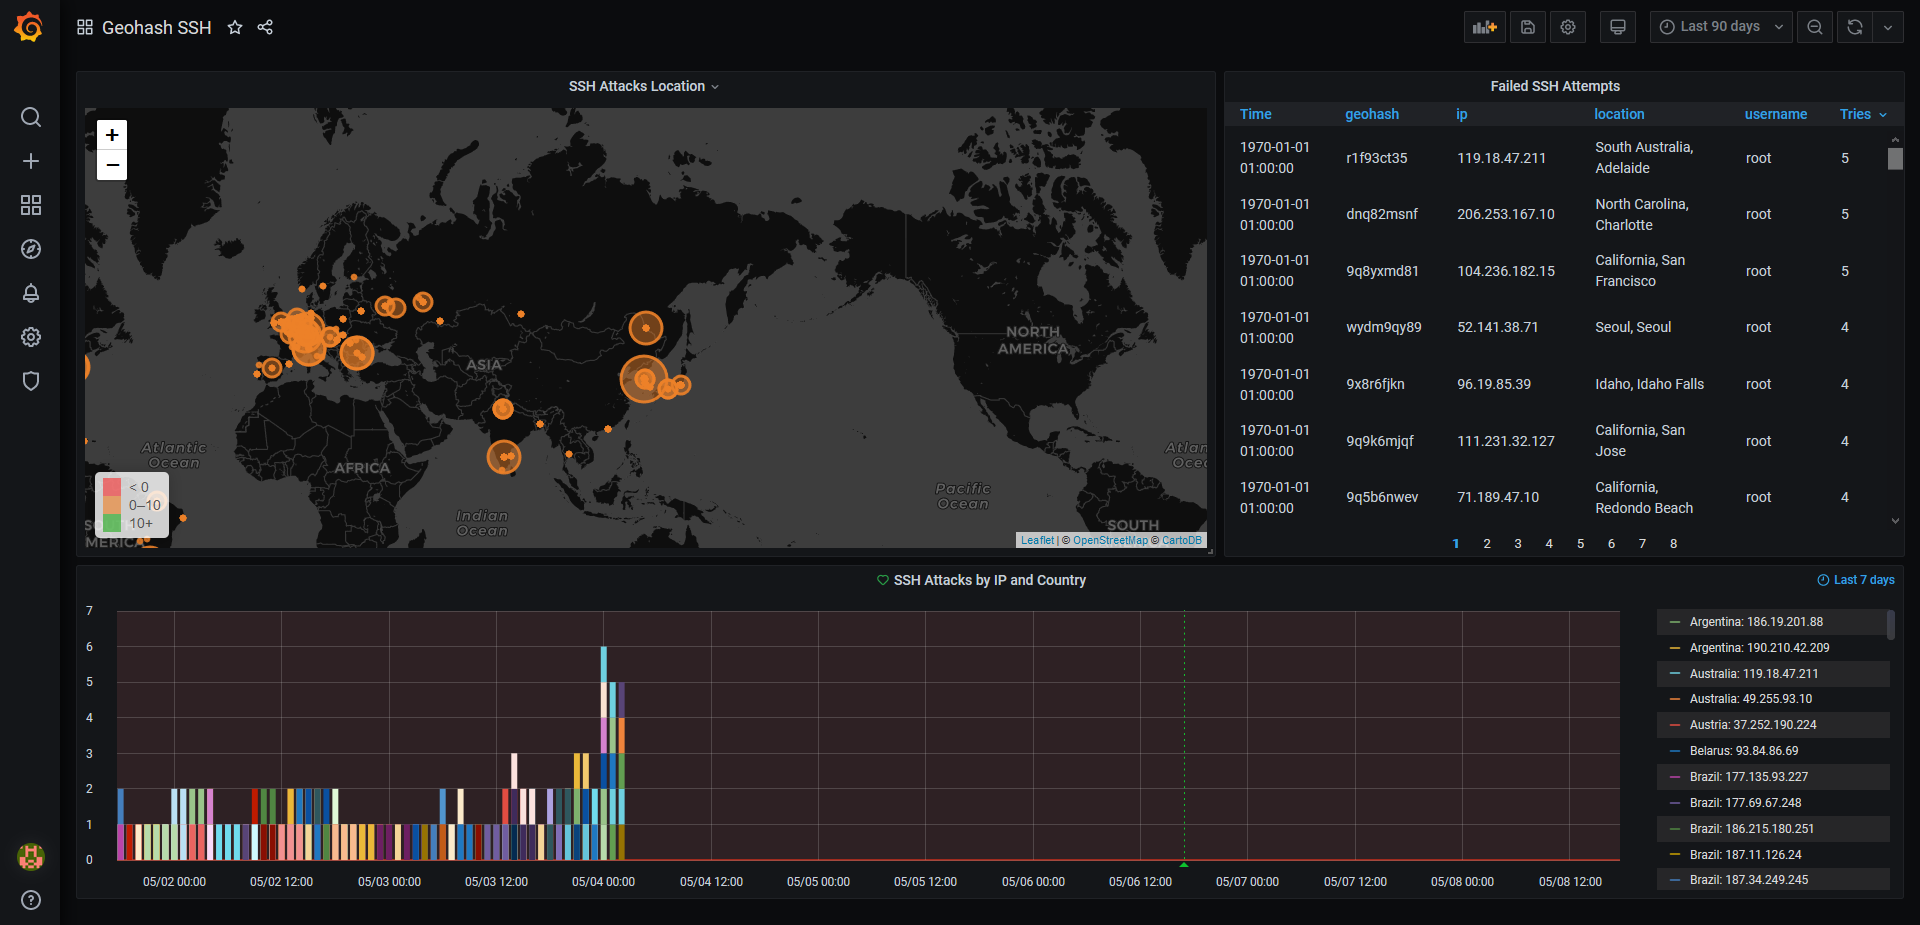 Geohash SSH
Last 90 days
SSH Attacks Location
+
−
ASIA
AFRICA
NORTH
AMERICA
Atlantic
Ocean
Indian
Ocean
Pacific
Ocean
Atlan
Oce
SOUTH
SO
MERICA
< 0
0–10
10+
Leaflet | © OpenStreetMap © CartoDB
Failed SSH Attempts
Time geohash ip location username Tries
1970-01-01 01:00:00 r1f93ct35 119.18.47.211 South Australia, Adelaide root 5
1970-01-01 01:00:00 dnq82msnf 206.253.167.10 North Carolina, Charlotte root 5
1970-01-01 01:00:00 9q8yxmd81 104.236.182.15 California, San Francisco root 5
1970-01-01 01:00:00 wydm9qy89 52.141.38.71 Seoul, Seoul root 4
1970-01-01 01:00:00 9x8r6fjkn 96.19.85.39 Idaho, Idaho Falls root 4
1970-01-01 01:00:00 9q9k6mjqf 111.231.32.127 California, San Jose root 4
1970-01-01 01:00:00 9q5b6nwev 71.189.47.10 California, Redondo Beach root 4
1 2 3 4 5 6 7 8
SSH Attacks by IP and Country
Last 7 days
7
6
5
4
3
2
1
0
05/02 00:00 05/02 12:00 05/03 00:00 05/03 12:00 05/04 00:00 05/04 12:00 05/05 00:00 05/05 12:00 05/06 00:00 05/06 12:00 05/07 00:00 05/07 12:00 05/08 00:00 05/08 12:00
Argentina: 186.19.201.88
Argentina: 190.210.42.209
Australia: 119.18.47.211
Australia: 49.255.93.10
Austria: 37.252.190.224
Belarus: 93.84.86.69
Brazil: 177.135.93.227
Brazil: 177.69.67.248
Brazil: 186.215.180.251
Brazil: 187.11.126.24
Brazil: 187.34.249.245